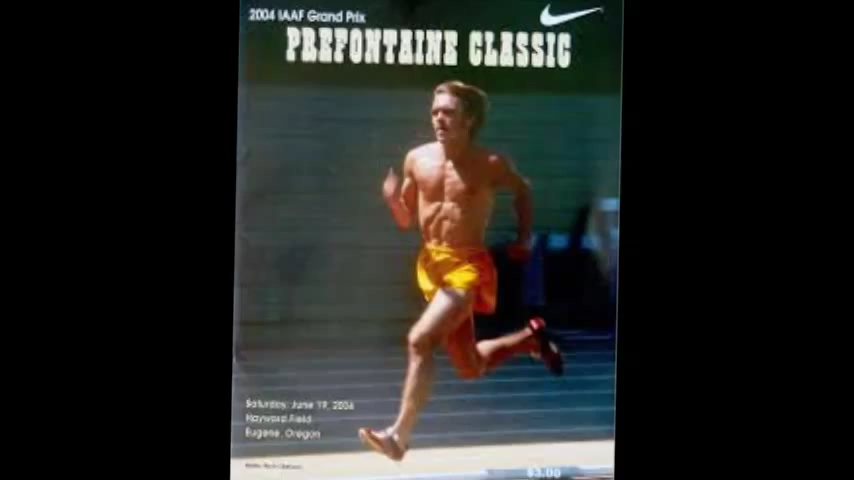 2004 IAAF Grand Prix
PREFONTAINE CLASSIC
Saturday, June 19, 2004
Hayward Field
Eugene, Oregon
$3.00